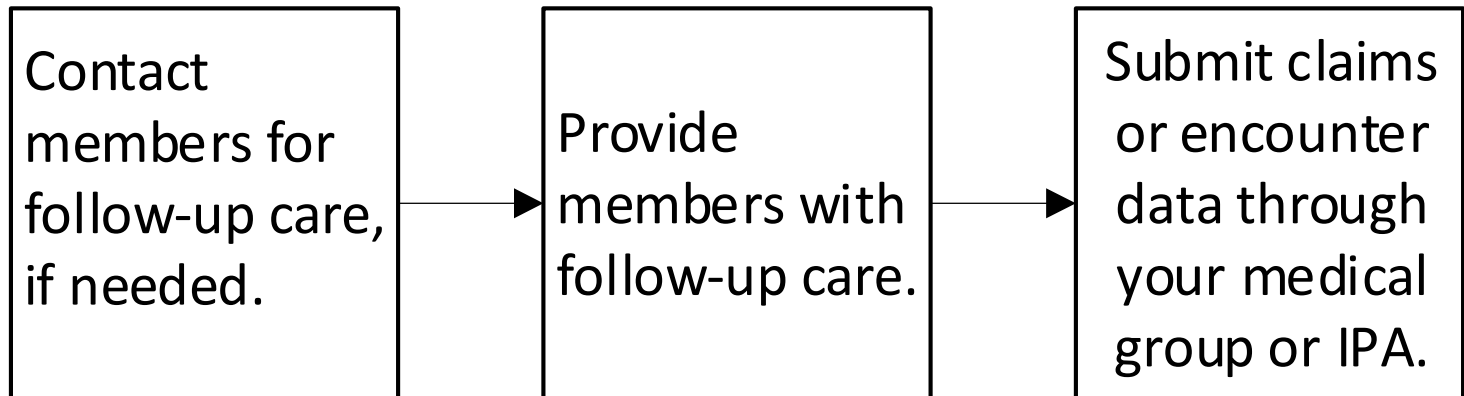 Contact
members for
follow-up care,
if needed.
Provide
members with
follow-up care.
Submit claims
or encounter
data through
your medical
group or IPA.